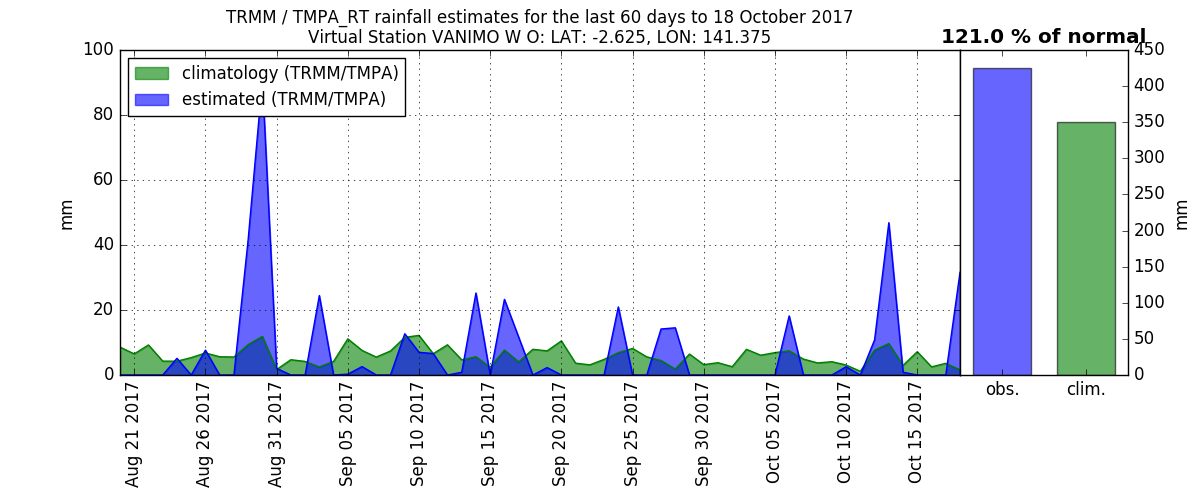 TRMM / TMPA_RT rainfall estimates for the last 60 days to 18 October 2017
Virtual Station VANIMO W O: LAT: -2.625, LON: 141.375
121.0 % of normal
climatology (TRMM/TMPA)
estimated (TRMM/TMPA)
mm
100
80
60
40
20
0
Aug 21 2017
Aug 26 2017
Aug 31 2017
Sep 05 2017
Sep 10 2017
Sep 15 2017
Sep 20 2017
Sep 25 2017
Sep 30 2017
Oct 05 2017
Oct 10 2017
Oct 15 2017
obs.
clim.
450
400
350
300
250
200
150
100
50
0
mm